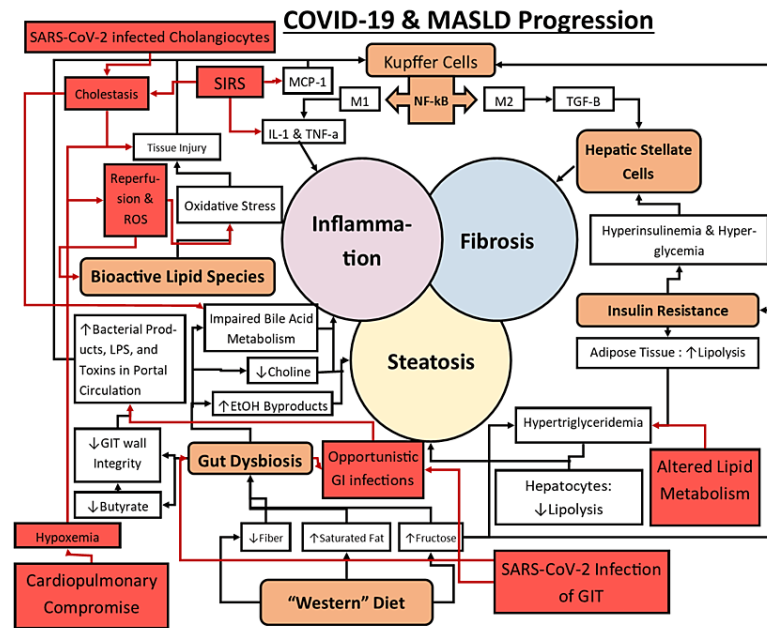 COVID-19 & MASLD Progression
SARS-CoV-2 infected Cholangiocytes
Kupffer Cells
Cholestasis
SIRS
MCP-1
M1
NF-kB
M2
TGF-B
IL-1 & TNF-a
Tissue Injury
Hepatic Stellate
Cells
Reperfu-
sion &
ROS
Oxidative Stress
Inflamma-
tion
Fibrosis
Hyperinsulinemia & Hyper-
glycemia
Bioactive Lipid Species
Insulin Resistance
↑Bacterial Prod-
ucts, LPS, and
Toxins in Portal
Circulation
Impaired Bile Acid
Metabolism
Steatosis
Adipose Tissue : ↑Lipolysis
↓Choline
↑EtOH Byproducts
Hypertriglyceridemia
↓GIT wall
Integrity
Gut Dysbiosis
Opportunistic
GI infections
Altered Lipid
Metabolism
Hepatocytes:
↓Lipolysis
↓Butyrate
Hypoxemia
↓Fiber
↑Saturated Fat
↑Fructose
Cardiopulmonary
Compromise
"Western" Diet
SARS-CoV-2 Infection
of GIT